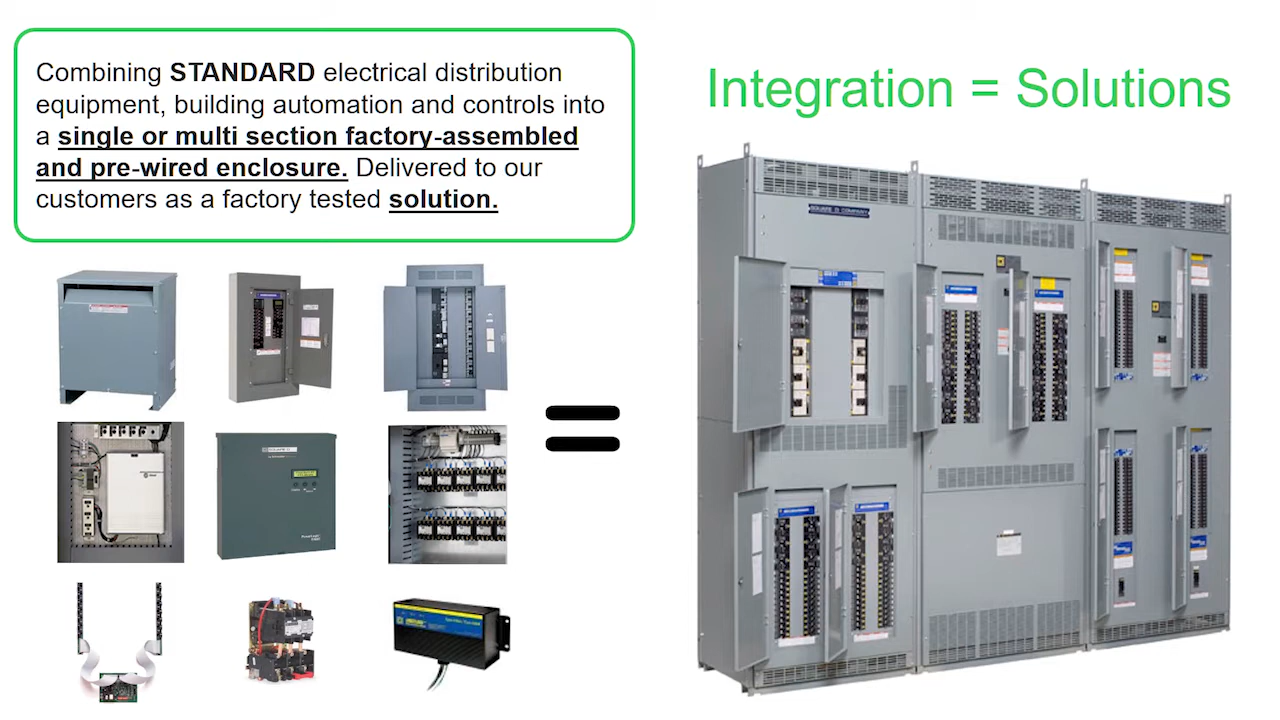 Combining STANDARD electrical distribution
equipment, building automation and controls into
a single or multi section factory-assembled
and pre-wired enclosure. Delivered to our
customers as a factory tested solution.
Integration = Solutions
SQUARE D COMPANY